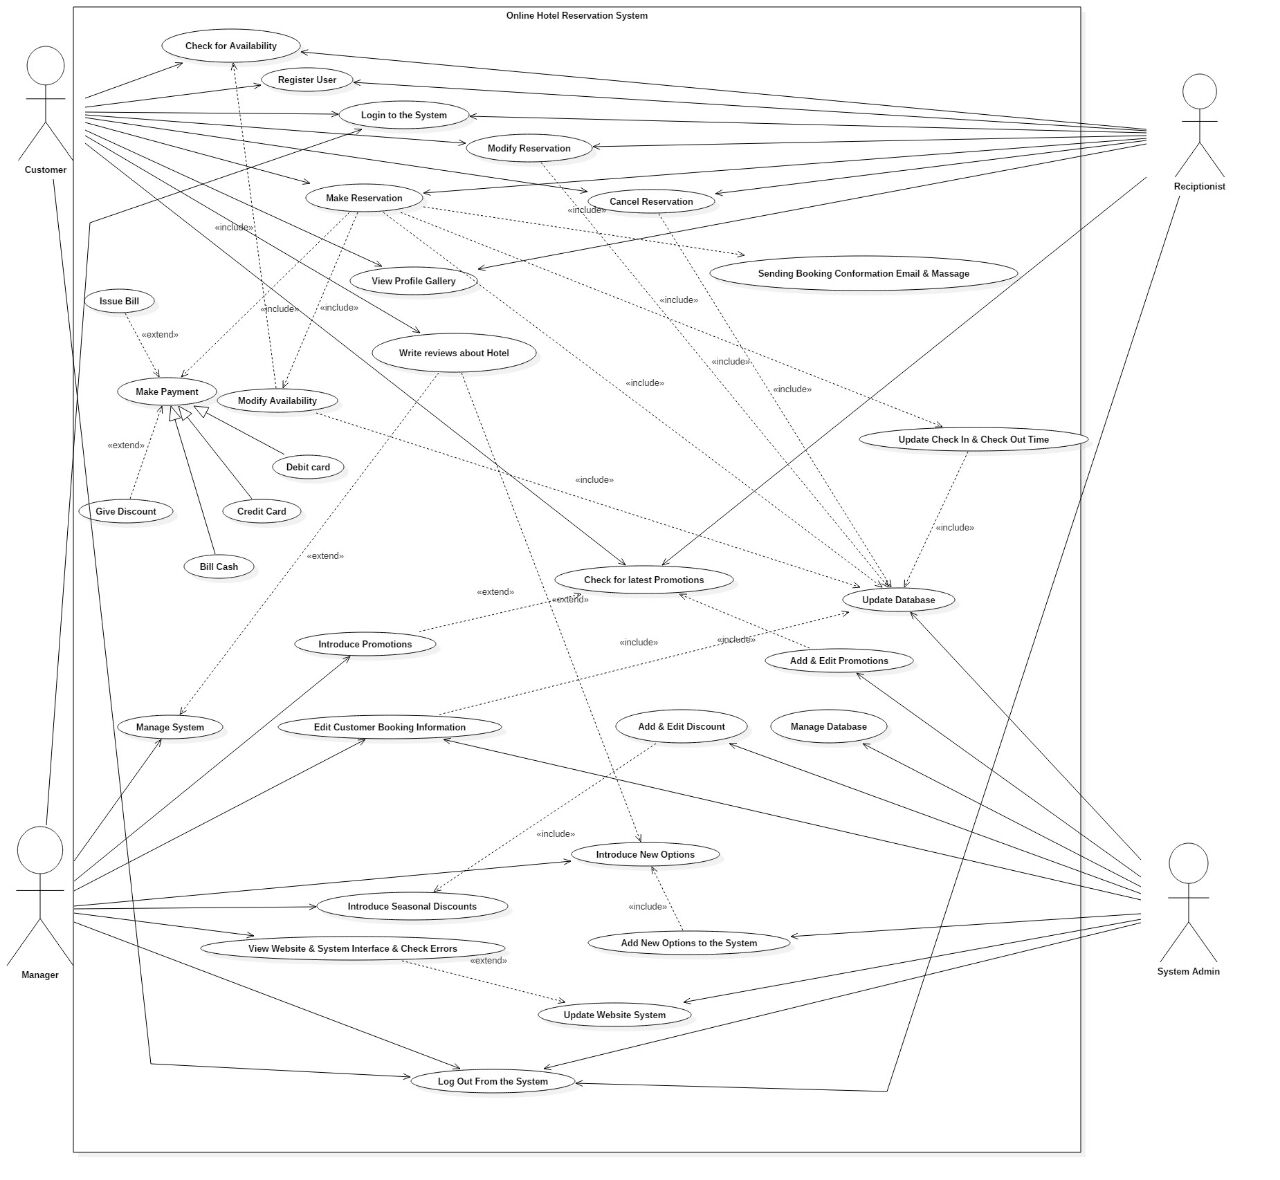 Online Hotel Reservation System
Check for Availability
Register User
Login to the System
Modify Reservation
Customer
Reciptionist
Make Reservation
Cancel Reservation
«include»
«include»
View Profile Gallery
Sending Booking Conformation Email & Massage
Issue Bill
«include»
«include»
«include»
«extend»
Write reviews about Hotel
«include»
«include»
«include»
Make Payment
Modify Availability
«extend»
Update Check In & Check Out Time
Debit card
«include»
Give Discount
Credit Card
«include»
«extend»
Bill Cash
Check for latest Promotions
«extend»
«extend»
Update Database
Introduce Promotions
«include»
«include»
Add & Edit Promotions
Manage System
Edit Customer Booking Information
Add & Edit Discount
Manage Database
«include»
Introduce New Options
Introduce Seasonal Discounts
«include»
View Website & System Interface & Check Errors
Add New Options to the System
«extend»
Manager
System Admin
Update Website System
Log Out From the System